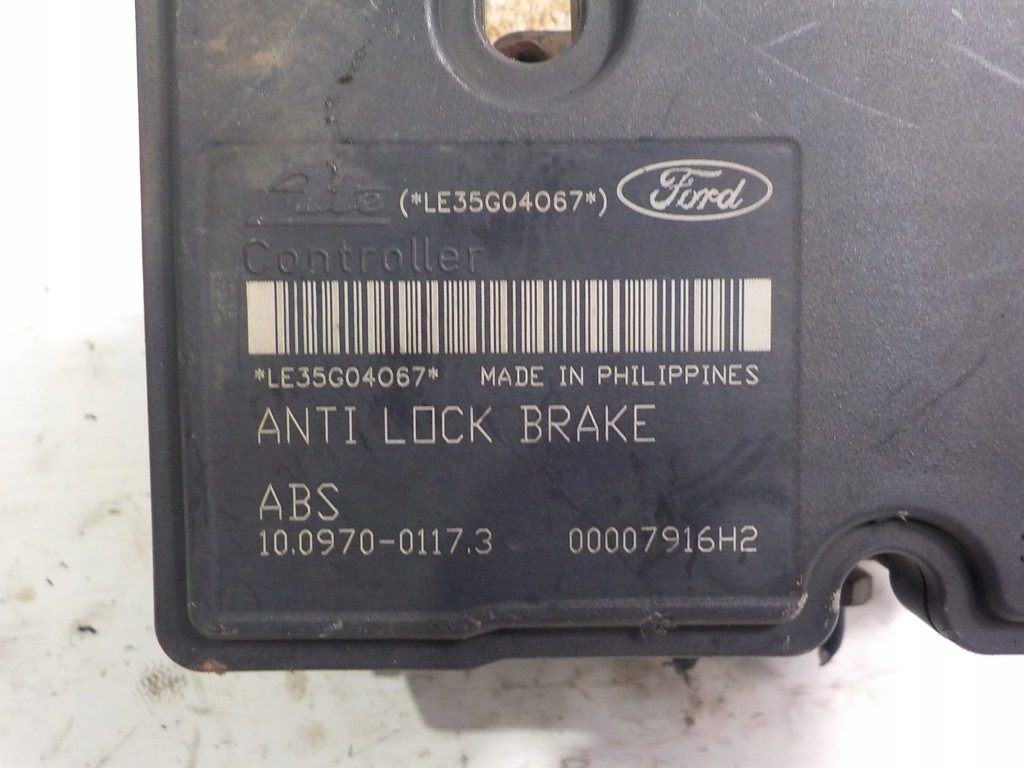 Ate (*LE35G04067*) Ford
Controller
*LE35G04067* MADE IN PHILIPPINES
ANTI LOCK BRAKE
ABS
10.0970-0117.3 00007916H2